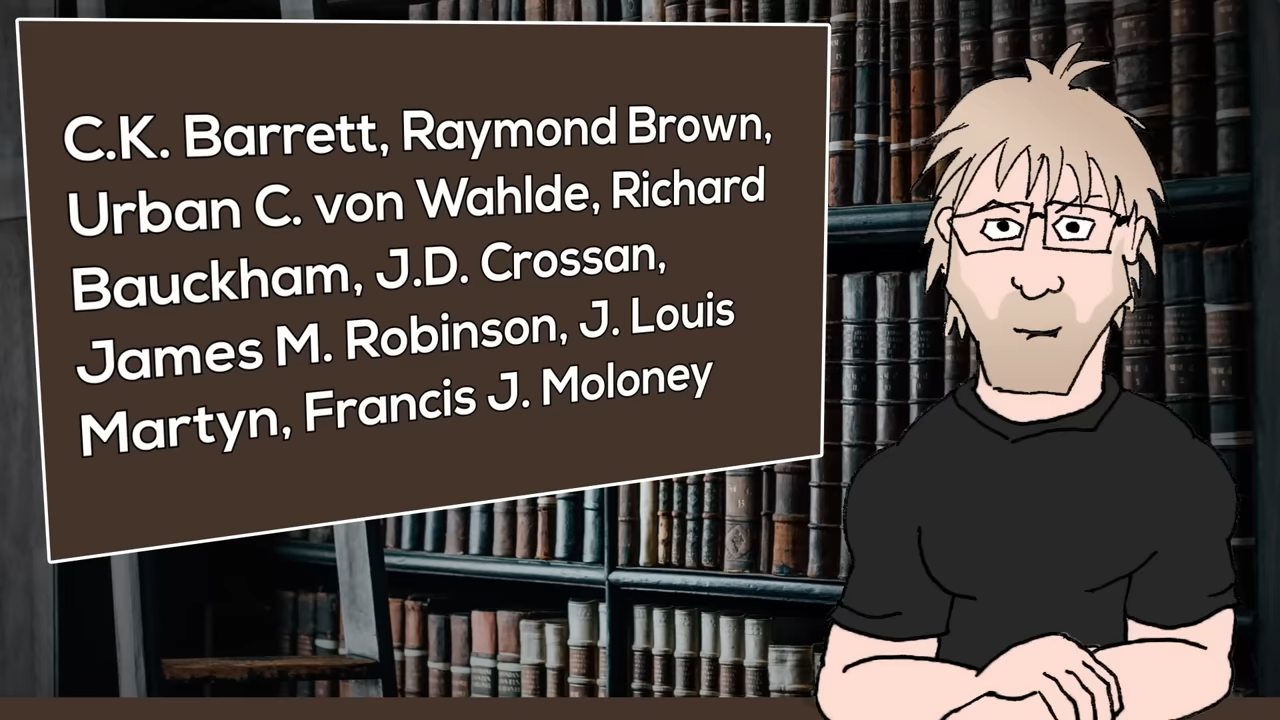 C.K. Barrett, Raymond Brown,
Urban C. von Wahlde, Richard
Bauckham, J.D. Crossan,
James M. Robinson, J. Louis
Martyn, Francis J. Moloney